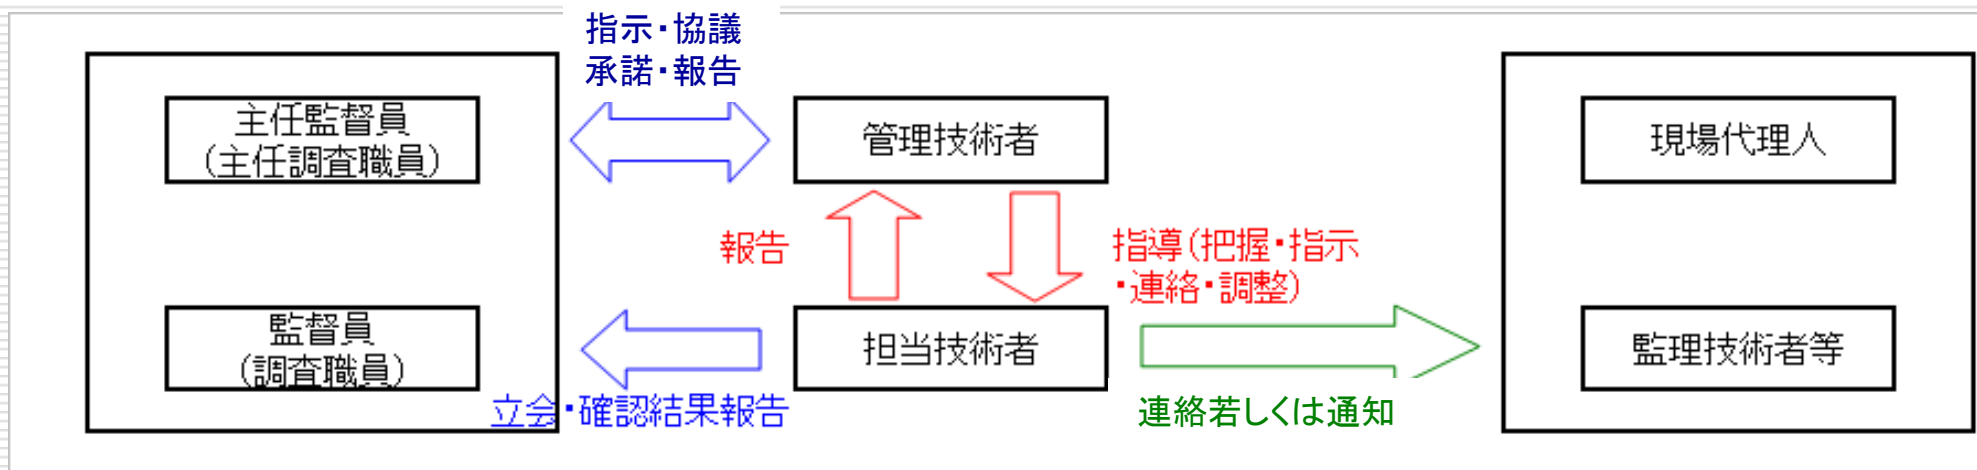 指示・協議
承諾・報告
主任監督員
（主任調査職員）
管理技術者
現場代理人
報告
指導（把握・指示
・連絡・調整）
監督員
（調査職員）
担当技術者
監理技術者等
立会・確認結果報告
連絡若しくは通知